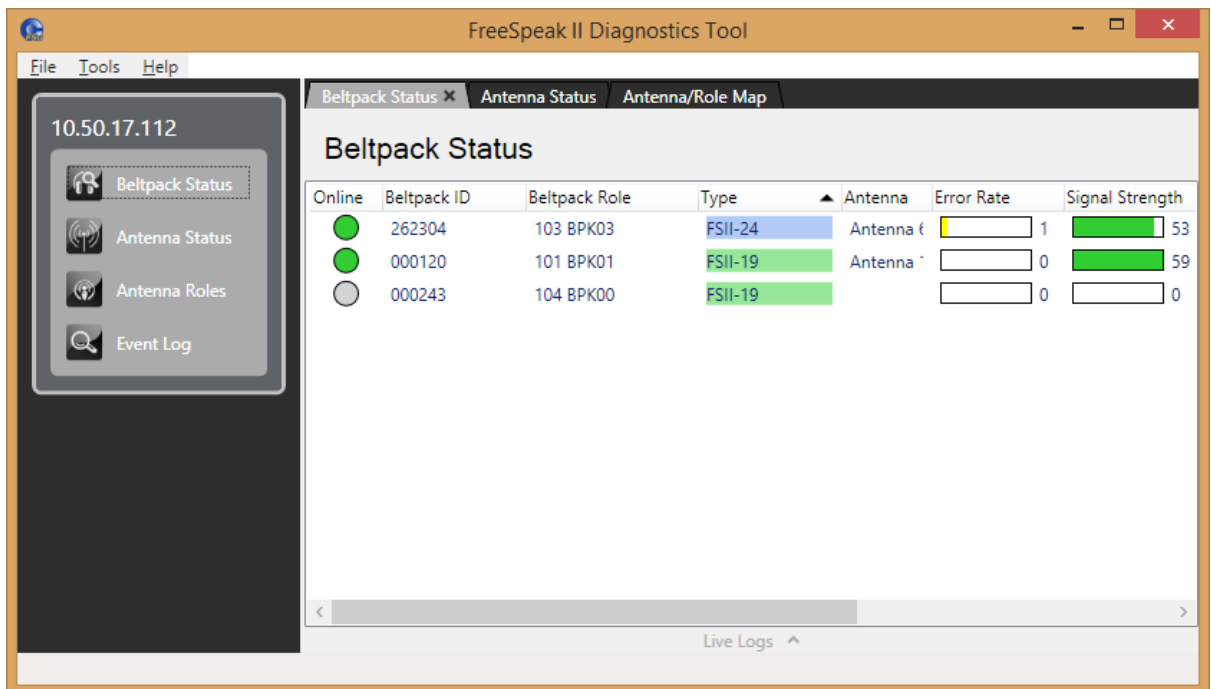 FreeSpeak II Diagnostics Tool
File Tools Help
10.50.17.112
Beltpack Status
Antenna Status
Antenna Roles
Event Log
Beltpack Status Antenna Status Antenna/Role Map
Beltpack Status
Online Beltpack ID Beltpack Role Type Antenna Error Rate Signal Strength
262304 103 BPK03 FSII-24 Antenna 1 53
000120 101 BPK01 FSII-19 Antenna 0 59
000243 104 BPK00 FSII-19 0 0
Live Logs